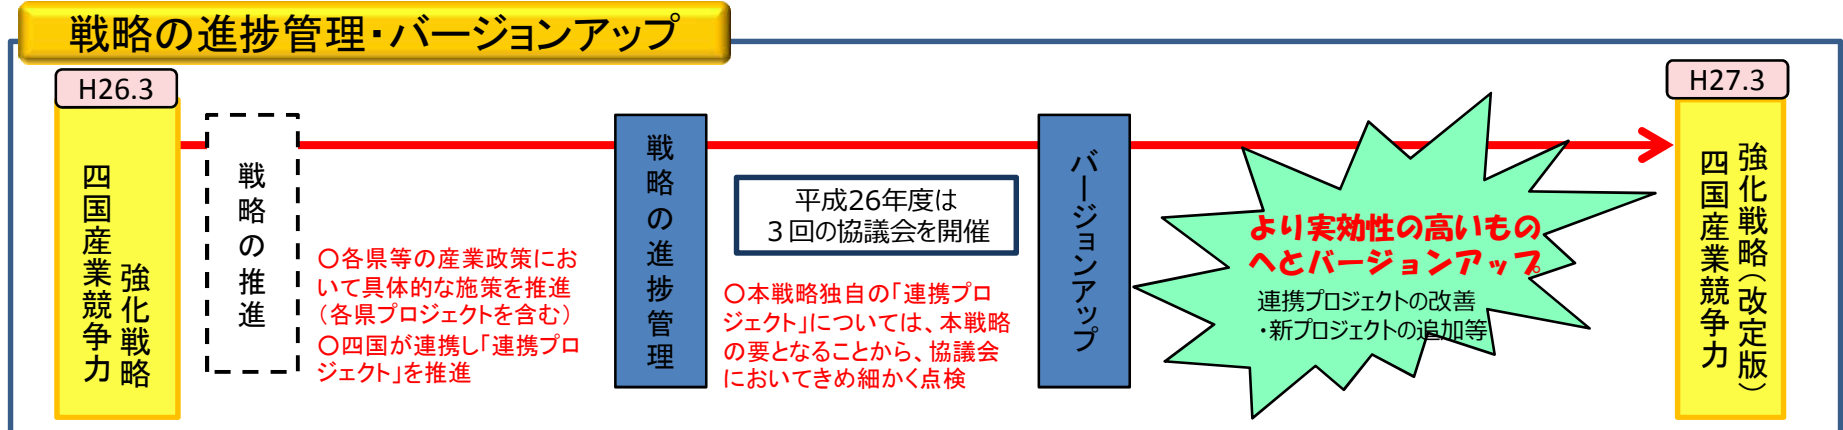 戦略の進捗管理・バージョンアップ
H26.3
四国産業競争力
強化戦略
戦略の推進
○各県等の産業政策にお
いて具体的な施策を推進
（各県プロジェクトを含む）
○四国が連携し「連携プロ
ジェクト」を推進
戦略の進捗管理
平成26年度は
３回の協議会を開催
○本戦略独自の「連携プロ
ジェクト」については、本戦略
の要となることから、協議会
においてきめ細かく点検
バージョンアップ
より実効性の高いもの
へとバージョンアップ
連携プロジェクトの改善
・新プロジェクトの追加等
H27.3
四国産業競争力
強化戦略（改定版）